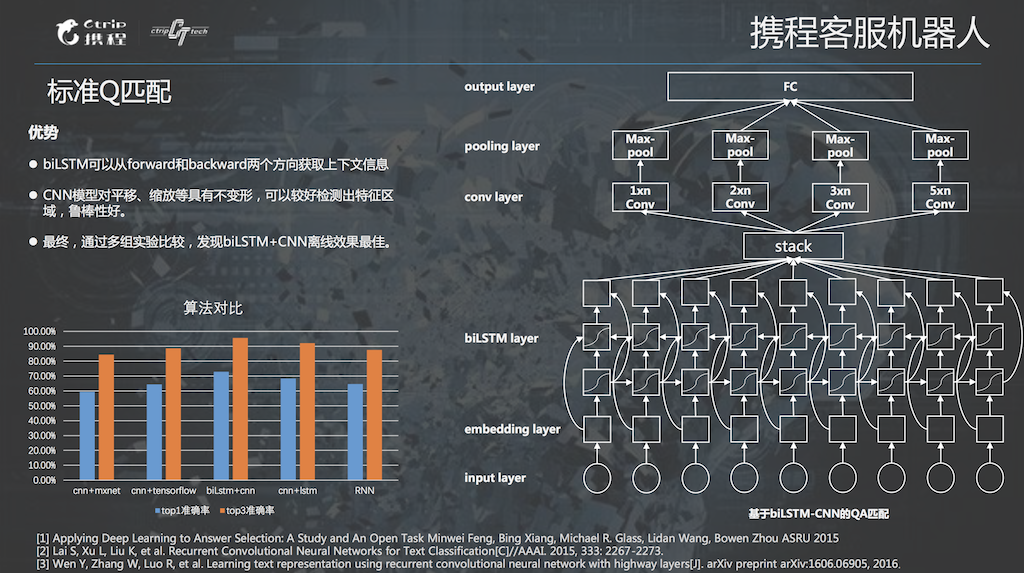 Ctrip
携程
ctrip tech
携程客服机器人
标准Q匹配
优势
● biLSTM可以从forward和backward两个方向获取上下文信息
● CNN模型对平移、缩放等具有不变形，可以较好检测出特征区
域，鲁棒性好。
● 最终，通过多组实验比较，发现biLSTM+CNN离线效果最佳。
算法对比
100.00%
90.00%
80.00%
70.00%
60.00%
50.00%
40.00%
30.00%
20.00%
10.00%
0.00%
cnn+mxnet cnn+tensorflow biLstm+cnn cnn+lstm RNN
top1准确率 top3准确率
output layer
FC
pooling layer
Max-pool Max-pool Max-pool Max-pool
conv layer
1xn Conv 2xn Conv 3xn Conv 5xn Conv
stack
biLSTM layer
embedding layer
input layer
基于biLSTM-CNN的QA匹配
[1] Applying Deep Learning to Answer Selection: A Study and An Open Task Minwei Feng, Bing Xiang, Michael R. Glass, Lidan Wang, Bowen Zhou ASRU 2015
[2] Lai S, Xu L, Liu K, et al. Recurrent Convolutional Neural Networks for Text Classification[C]//AAAI. 2015, 333: 2267-2273.
[3] Wen Y, Zhang W, Luo R, et al. Learning text representation using recurrent convolutional neural network with highway layers[J]. arXiv preprint arXiv:1606.06905, 2016.